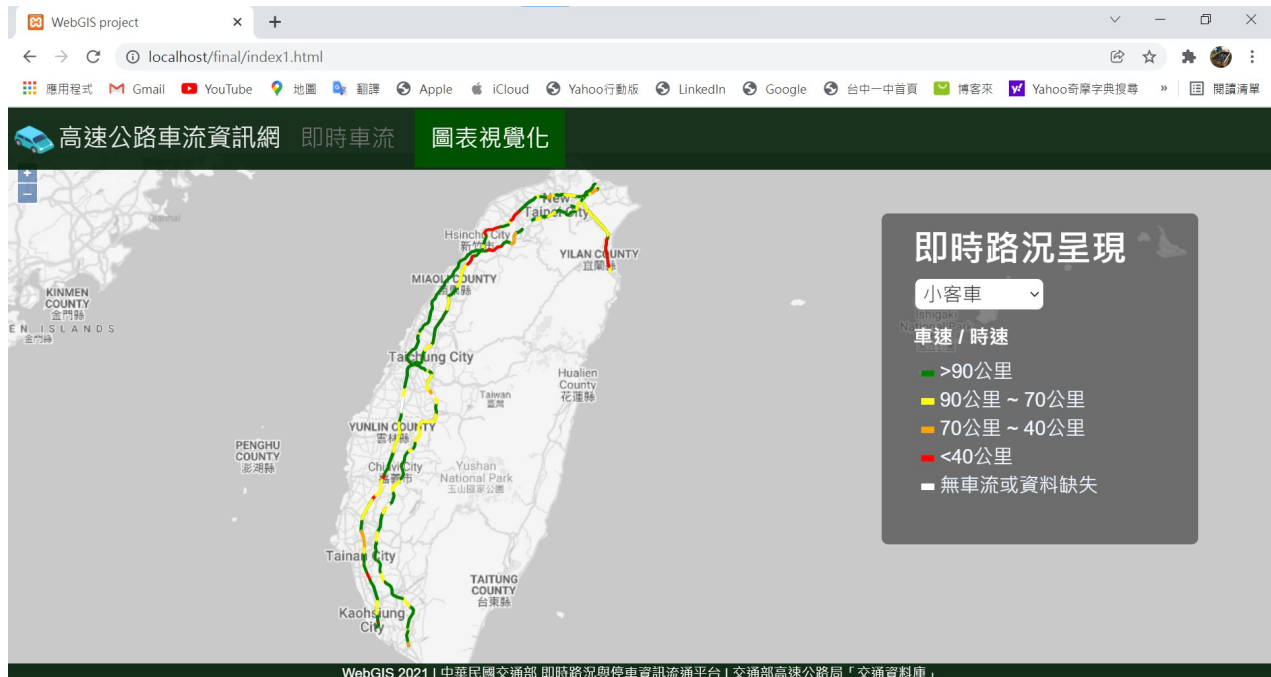 WebGIS project
localhost/final/index1.html
應用程式 Gmail YouTube 地圖 翻譯 Apple iCloud Yahoo行動版 LinkedIn Google 台中一中首頁 博客來 Yahoo奇摩字典搜尋 » 閱讀清單
高速公路車流資訊網 即時車流 圖表視覺化
+
−
New
Taipei City
Hsinchu City
新竹市
YILAN COUNTY
宜蘭縣
MIAOLI COUNTY
苗栗縣
KINMEN
COUNTY
金門縣
EN ISLANDS
金門縣
Taichung City
Hualien
County
花蓮縣
Taiwan
臺灣
YUNLIN COUNTY
雲林縣
PENGHU
COUNTY
澎湖縣
Chiayi City
嘉義市
Yushan
National Park
玉山國家公園
Tainan City
TAITUNG
COUNTY
台東縣
Kaohsiung
City
即時路況呈現
小客車
Ishigaki
車速 / 時速
>90公里
90公里 ~ 70公里
70公里 ~ 40公里
<40公里
無車流或資料缺失
WebGIS 2021 | 中華民國交通部 即時路況與停車資訊流通平台 | 交通部高速公路局「交通資料庫」